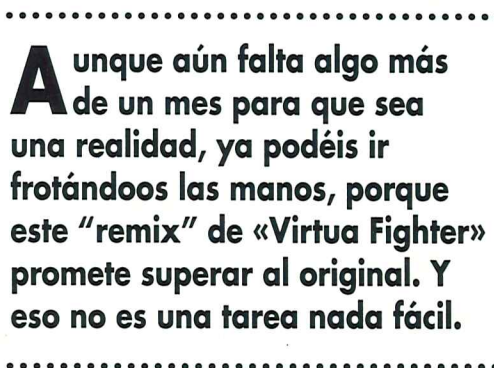 Aunque aún falta algo más
de un mes para que sea
una realidad, ya podéis ir
frotándoos las manos, porque
este “remix” de «Virtua Fighter»
promete superar al original. Y
eso no es una tarea nada fácil.